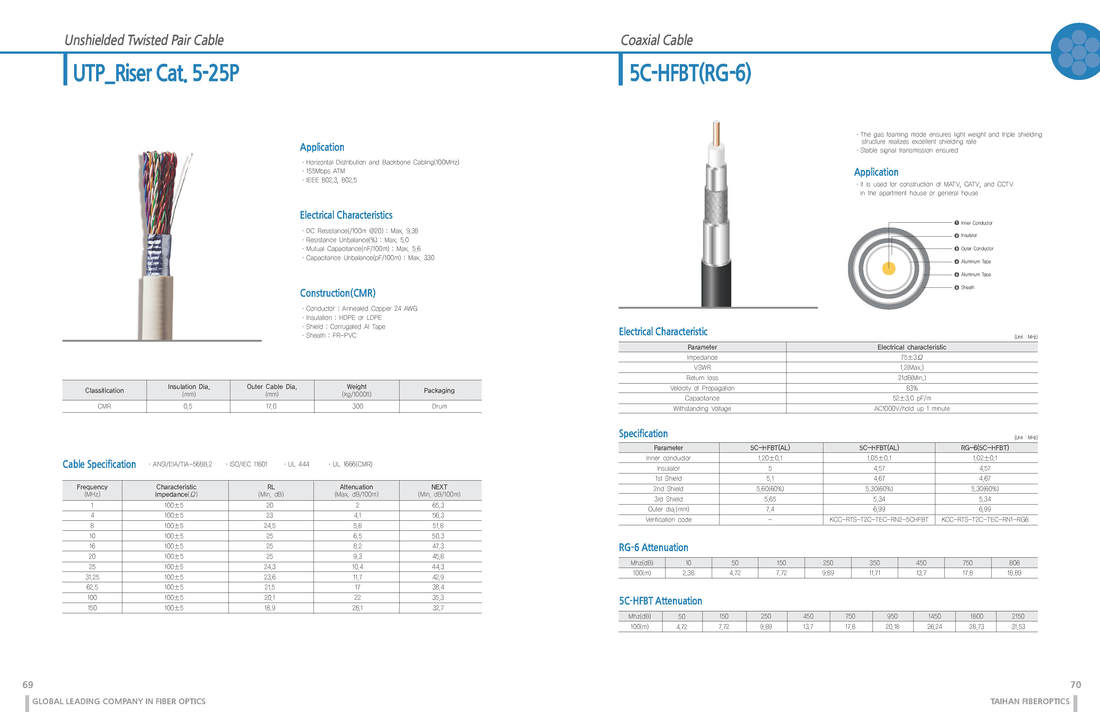 Unshielded Twisted Pair Cable
UTP_Riser Cat. 5-25P
Application
· Horizontal Distribution and Backbone Cabling(100MHz)
· 155Mbps ATM
· IEEE 802.3, 802.5
Electrical Characteristics
· DC Resistance(/100m @20) : Max. 9.38
· Resistance Unbalance(%) : Max. 5.0
· Mutual Capacitance(nF/100m) : Max. 5.6
· Capacitance Unbalance(pF/100m) : Max. 330
Construction(CMR)
· Conductor : Annealed Copper 24 AWG
· Insulation : HDPE or LDPE
· Shield : Corrugated Al Tape
· Sheath : FR-PVC
Classification Insulation Dia. (mm) Outer Cable Dia. (mm) Weight (kg/1000ft) Packaging
CMR 0.5 17.0 300 Drum
Cable Specification · ANSI/EIA/TIA-568B.2 · ISO/IEC 11801 · UL 444 · UL 1666(CMR)
Frequency (MHz) Characteristic Impedance(Ω) RL (Min. dB) Attenuation (Max. dB/100m) NEXT (Min. dB/100m)
1 100±5 20 2 65.3
4 100±5 23 4.1 56.3
8 100±5 24.5 5.8 51.8
10 100±5 25 6.5 50.3
16 100±5 25 8.2 47.3
20 100±5 25 9.3 45.8
25 100±5 24.3 10.4 44.3
31.25 100±5 23.6 11.7 42.9
62.5 100±5 21.5 17 38.4
100 100±5 20.1 22 35.3
150 100±5 18.9 28.1 32.7
69
GLOBAL LEADING COMPANY IN FIBER OPTICS
Coaxial Cable
5C-HFBT(RG-6)
· The gas foaming mode ensures light weight and triple shielding
structure realizes excellent shielding rate
· Stable signal transmission ensured
Application
· It is used for construction of MATV, CATV, and CCTV
in the apartment house or general house
1 Inner Conductor
2 Insulator
3 Outer Conductor
4 Aluminum Tape
5 Aluminum Tape
6 Sheath
Electrical Characteristic
(Unit : MHz)
Parameter Electrical characteristic
Impedance 75±3Ω
VSWR 1.2(Max.)
Return loss 21dB(Min.)
Velocity of Propagation 83%
Capacitance 52±3.0 pF/m
Withstanding Voltage AC1000V/hold up 1 minute
Specification
(Unit : MHz)
Parameter 5C-HFBT(AL) 5C-HFBT(AL) RG-6(5C-HFBT)
Inner conductor 1.20±0.1 1.05±0.1 1.02±0.1
Insulator 5 4.57 4.57
1st Shield 5.1 4.67 4.67
2nd Shield 5.60(60%) 5.30(60%) 5.30(60%)
3rd Shield 5.65 5.34 5.34
Outer dia.(mm) 7.4 6.99 6.99
Verification code - KCC-RTS-T2C-TEC-RN2-5CHFBT KCC-RTS-T2C-TEC-RN1-RG6
RG-6 Attenuation
Mhz(dB) 10 50 150 250 350 450 750 806
100(m) 2.38 4.72 7.72 9.89 11.71 13.7 17.8 18.89
5C-HFBT Attenuation
Mhz(dB) 50 150 250 450 750 950 1450 1800 2150
100(m) 4.72 7.72 9.89 13.7 17.8 20.18 26.24 28.73 31.53
70
TAIHAN FIBEROPTICS